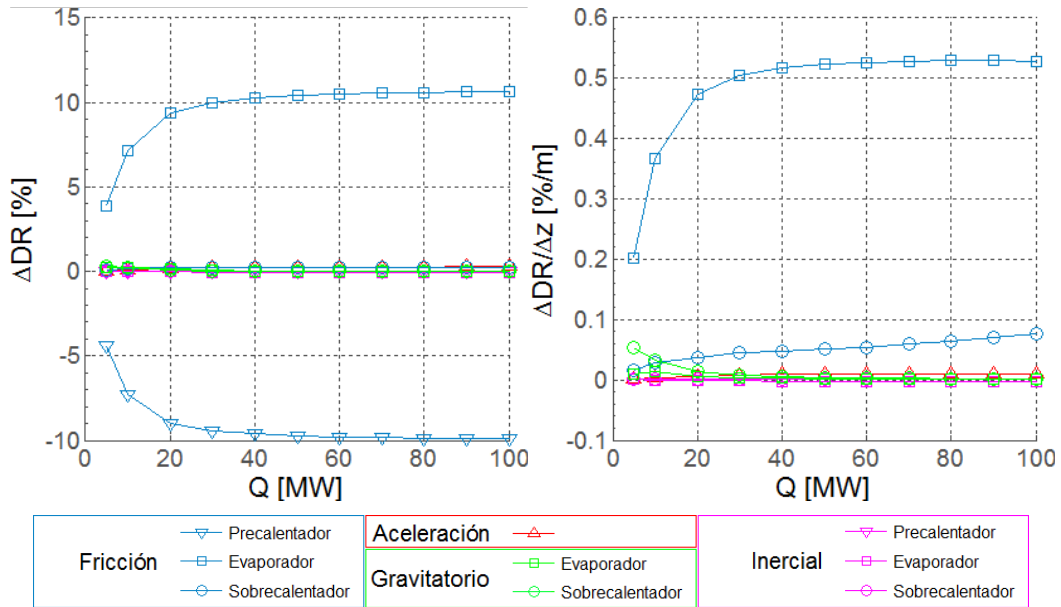 15
10
5
0
-5
-10
ΔDR [%]
0 20 40 60 80 100
Q [MW]
0.6
0.5
0.4
0.3
0.2
0.1
0
-0.1
ΔDR/Δz [%/m]
0 20 40 60 80 100
Q [MW]
Fricción
Precalentador
Evaporador
Sobrecalentador
Aceleración
Gravitatorio
Evaporador
Sobrecalentador
Inercial
Precalentador
Evaporador
Sobrecalentador